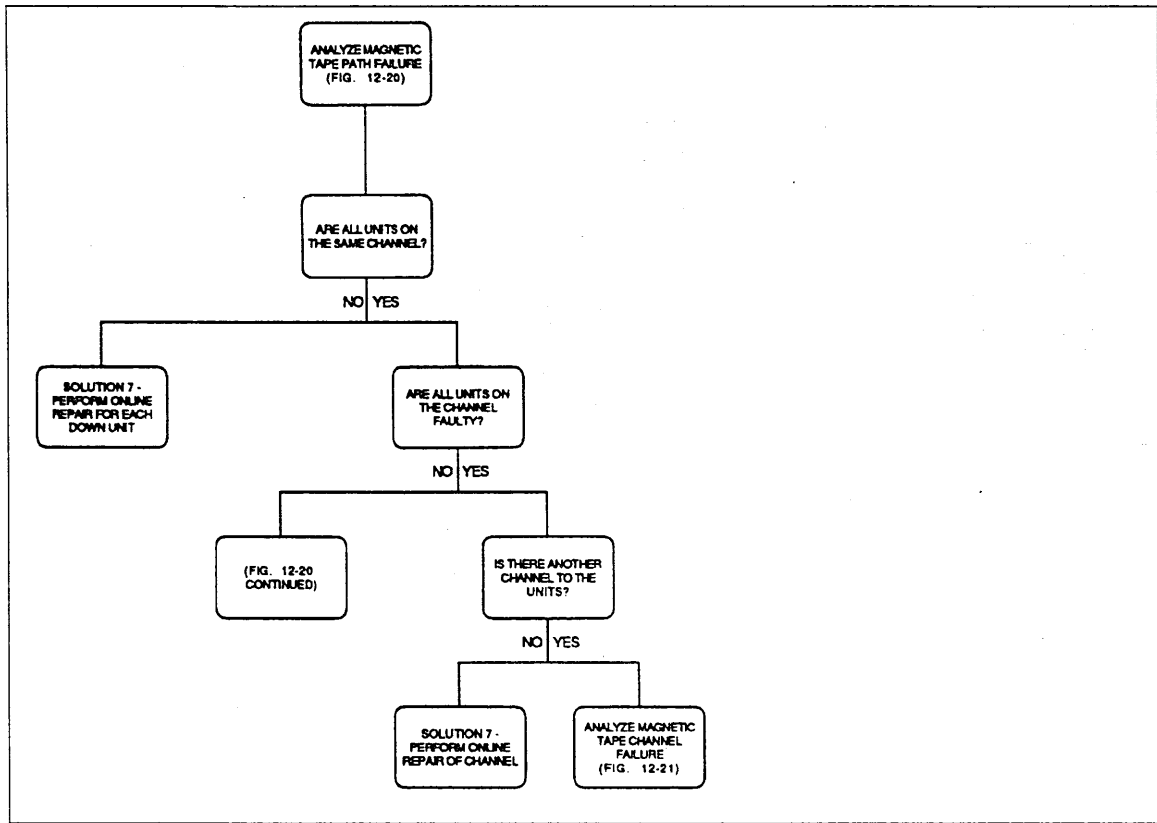 ANALYZE MAGNETIC
TAPE PATH FAILURE
(FIG. 12-20)
ARE ALL UNITS ON
THE SAME CHANNEL?
NO YES
SOLUTION 7 -
PERFORM ONLINE
REPAIR FOR EACH
DOWN UNIT
ARE ALL UNITS ON
THE CHANNEL
FAULTY?
NO YES
(FIG. 12-20
CONTINUED)
IS THERE ANOTHER
CHANNEL TO THE
UNITS?
NO YES
SOLUTION 7 -
PERFORM ONLINE
REPAIR OF CHANNEL
ANALYZE MAGNETIC
TAPE CHANNEL
FAILURE
(FIG. 12-21)